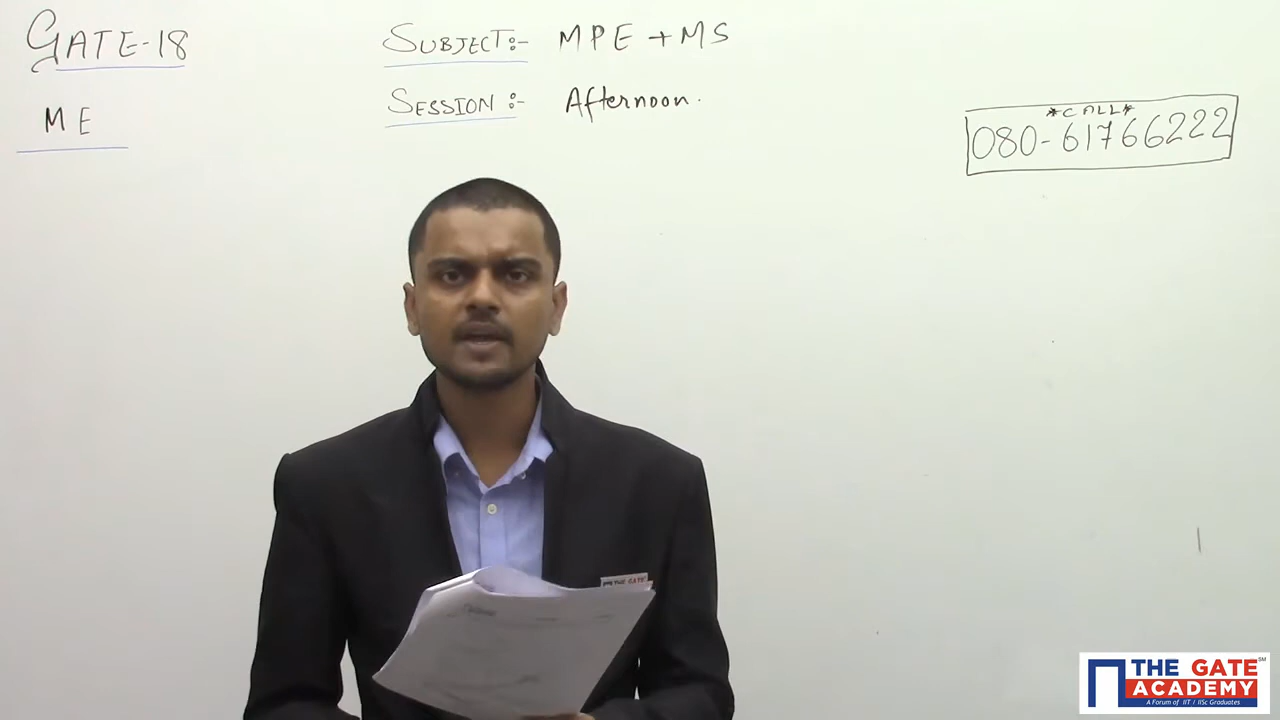 GATE-18
SUBJECT:- MPE + MS
ME
SESSION:- Afternoon.
*CALL*
080-61766222
THE GATE
ACADEMY
SM
A Forum of IIT / IISc Graduates